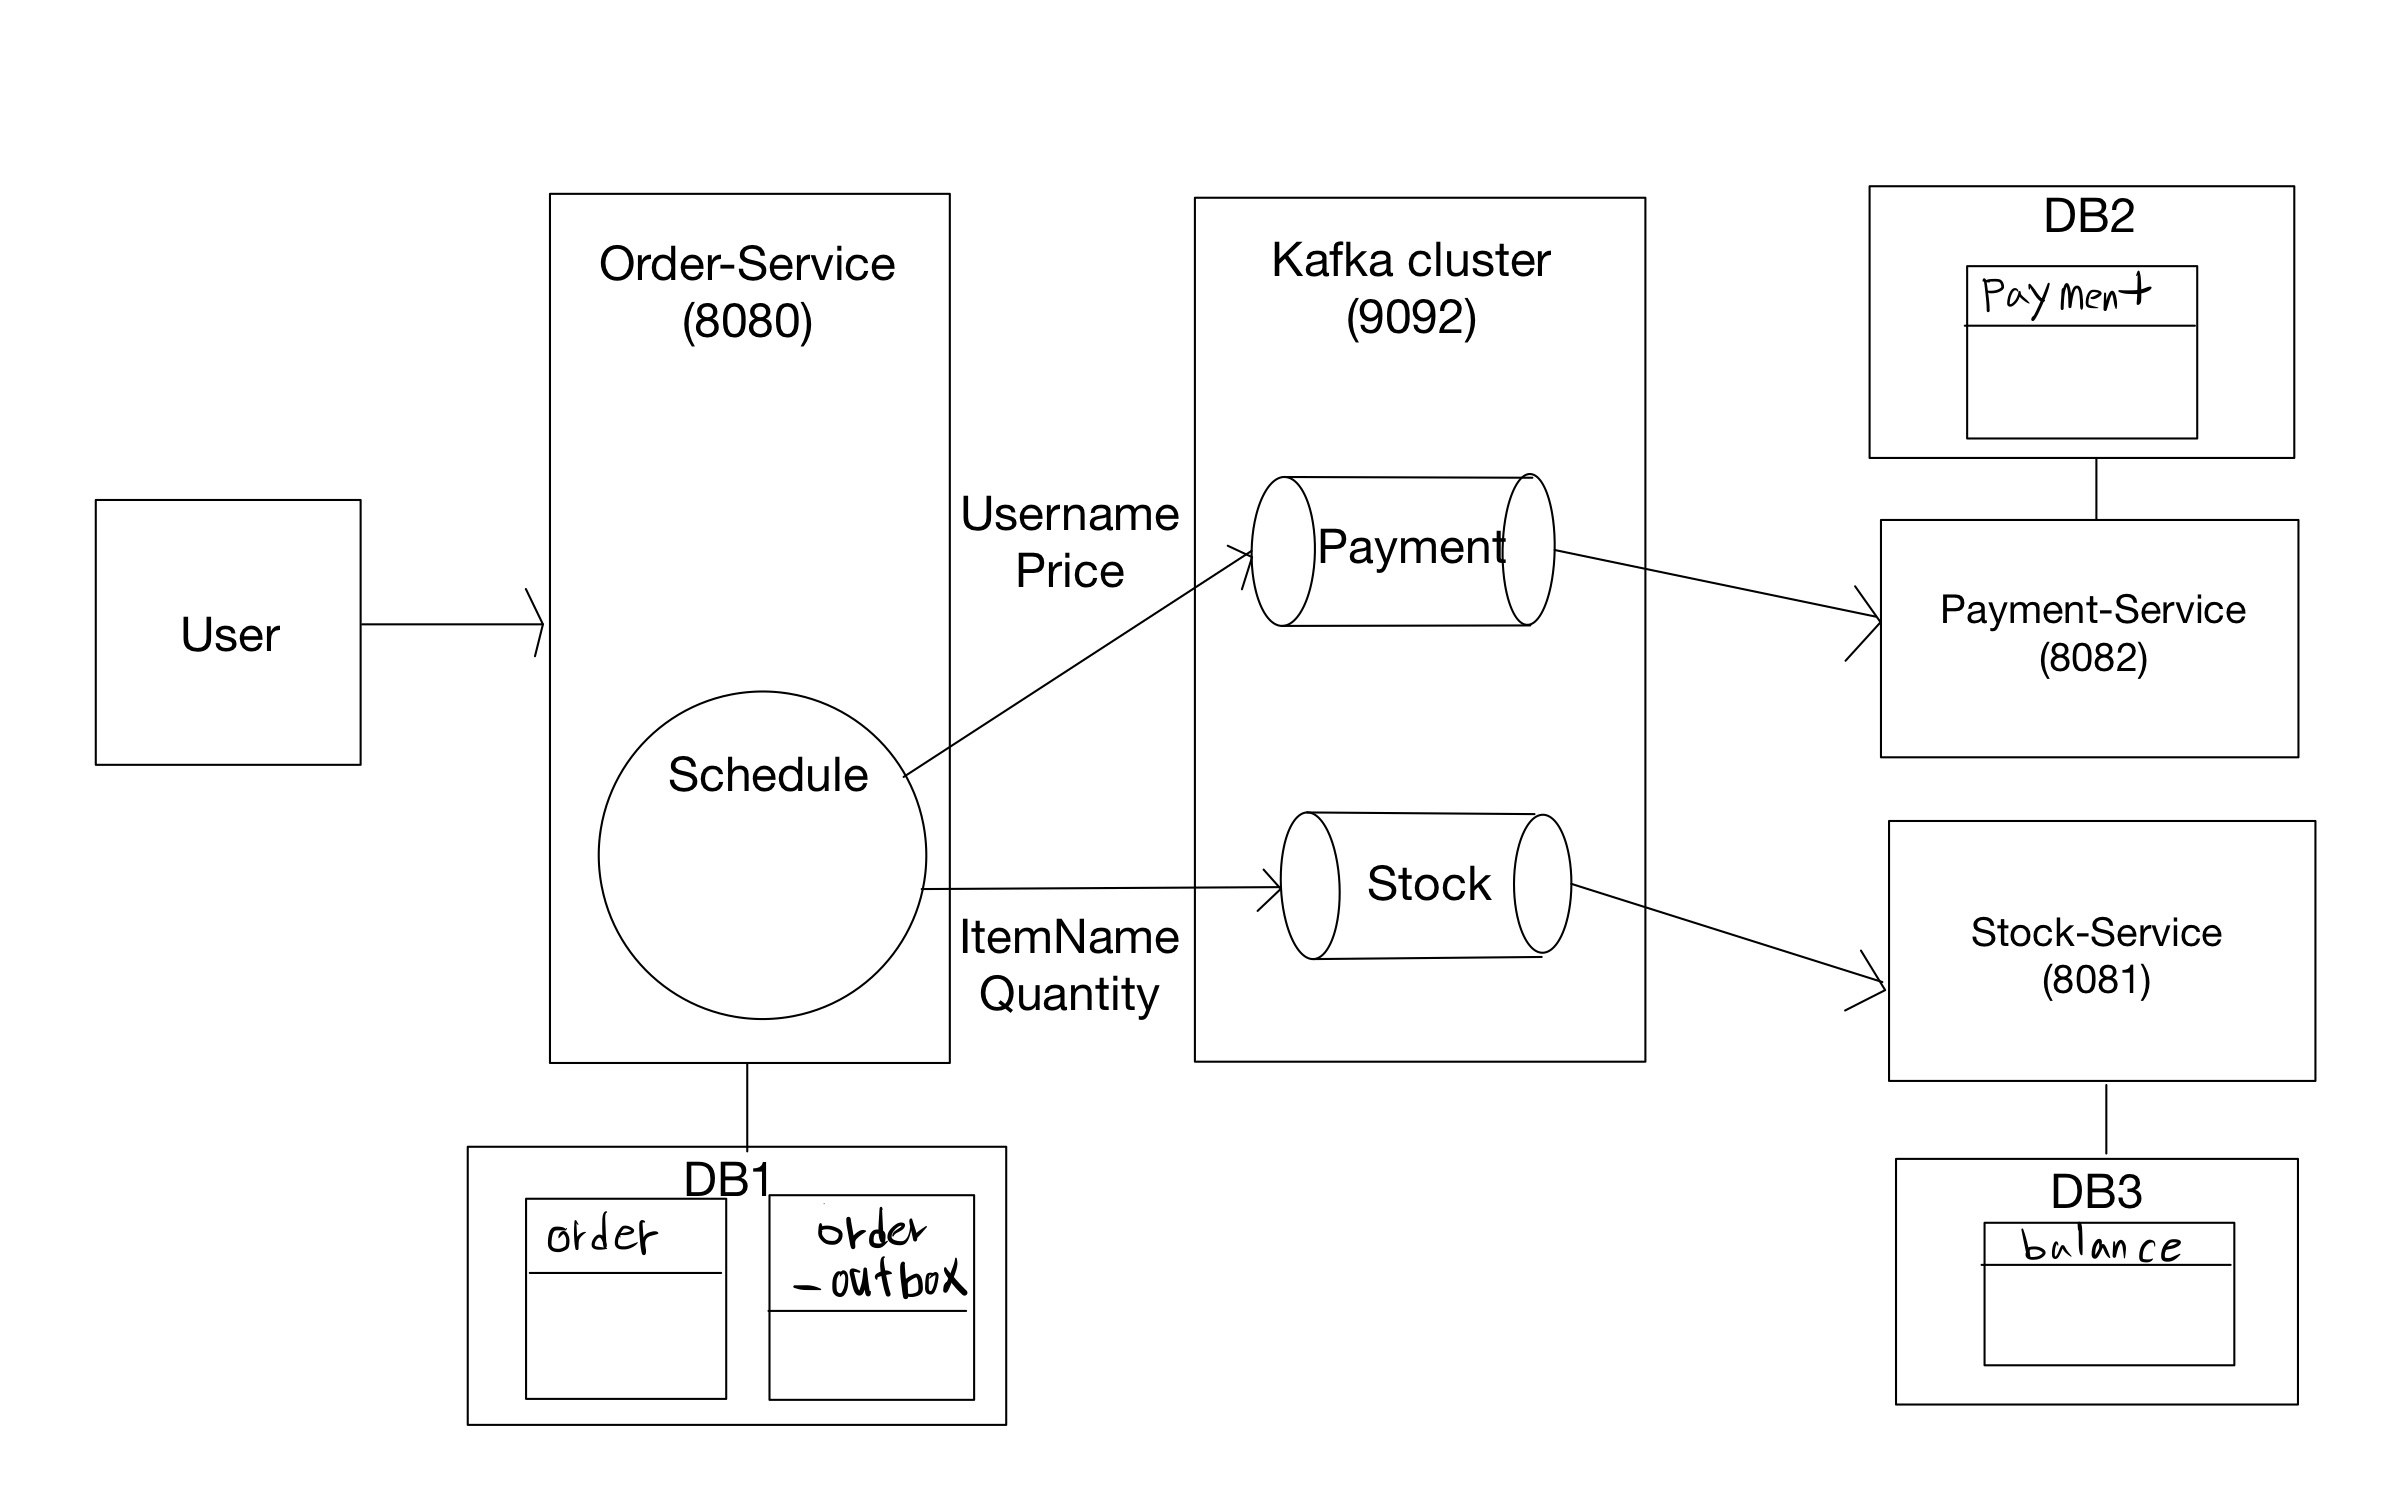 User
Order-Service
(8080)
Schedule
DB1
order
order
-outbox
Username
Price
ItemName
Quantity
Kafka cluster
(9092)
Payment
Stock
DB2
Payment
Payment-Service
(8082)
Stock-Service
(8081)
DB3
balance